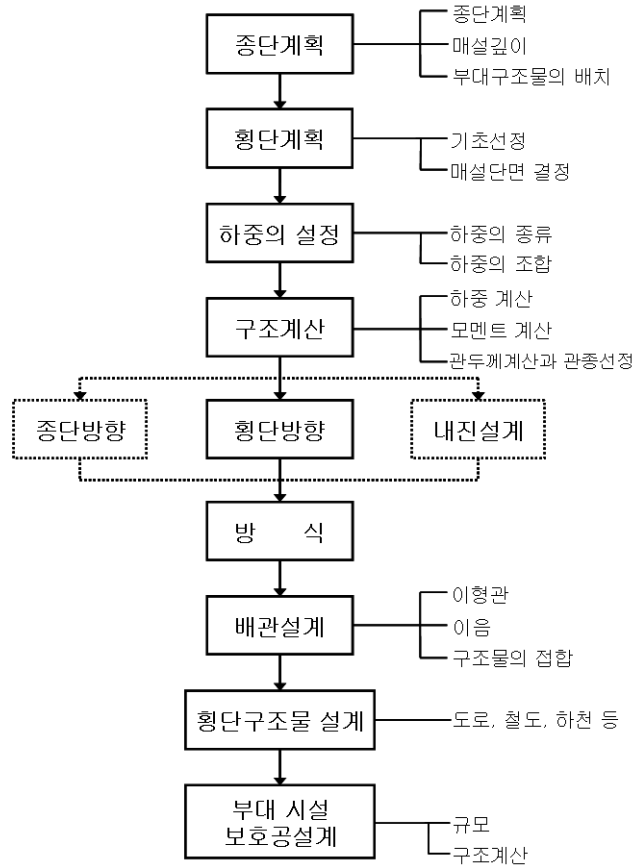 종단계획
종단계획
매설깊이
부대구조물의 배치
횡단계획
기초선정
매설단면 결정
하중의 설정
하중의 종류
하중의 조합
구조계산
하중 계산
모멘트 계산
관두께계산과 관종선정
종단방향
횡단방향
내진설계
방 식
배관설계
이형관
이음
구조물의 접합
횡단구조물 설계
도로, 철도, 하천 등
부대 시설
보호공설계
규모
구조계산